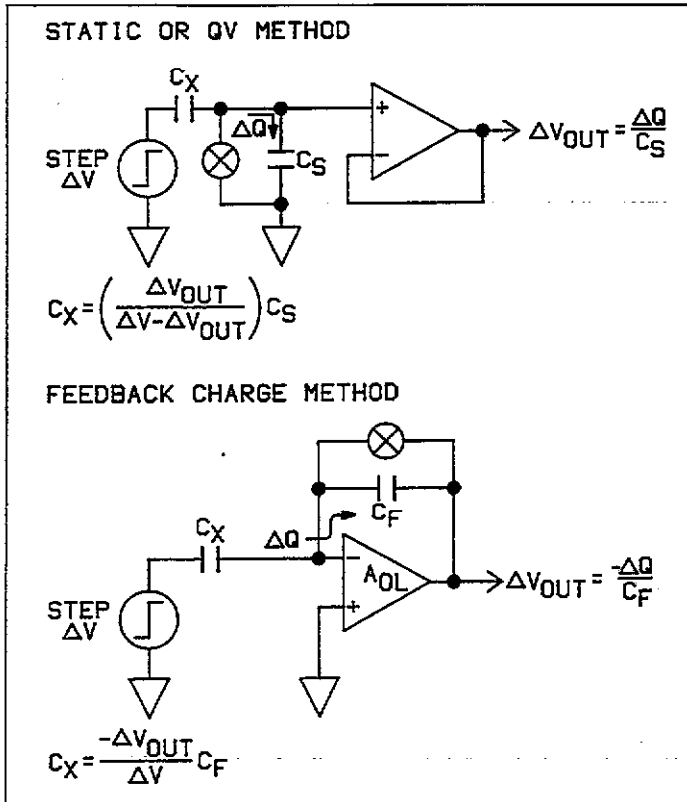 STATIC OR QV METHOD
CX
ΔQ
+
−
ΔVOUT = ΔQ/CS
STEP
ΔV
CS
CX = (ΔVOUT/(ΔV−ΔVOUT)) CS
FEEDBACK CHARGE METHOD
CF
CX
ΔQ
−
AOL
+
ΔVOUT = −ΔQ/CF
STEP
ΔV
CX = −ΔVOUT/ΔV CF